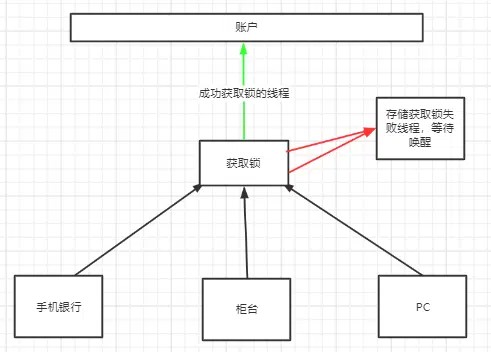 账户
成功获取锁的线程
存储获取锁失
败线程，等待
唤醒
获取锁
手机银行
柜台
PC